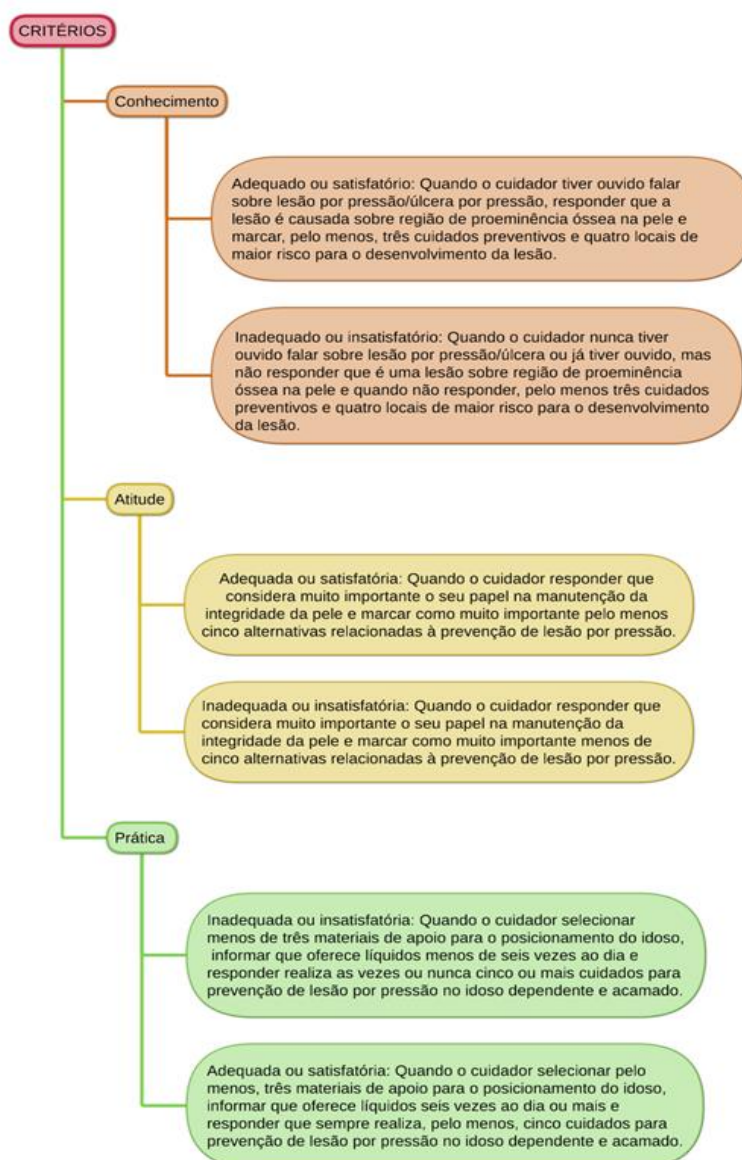 CRITÉRIOS
Conhecimento
Adequado ou satisfatório: Quando o cuidador tiver ouvido falar
sobre lesão por pressão/úlcera por pressão, responder que a
lesão é causada sobre região de proeminência óssea na pele e
marcar, pelo menos, três cuidados preventivos e quatro locais de
maior risco para o desenvolvimento da lesão.
Inadequado ou insatisfatório: Quando o cuidador nunca tiver
ouvido falar sobre lesão por pressão/úlcera ou já tiver ouvido, mas
não responder que é uma lesão sobre região de proeminência
óssea na pele e quando não responder, pelo menos três cuidados
preventivos e quatro locais de maior risco para o desenvolvimento
da lesão.
Atitude
Adequada ou satisfatória: Quando o cuidador responder que
considera muito importante o seu papel na manutenção da
integridade da pele e marcar como muito importante pelo menos
cinco alternativas relacionadas à prevenção de lesão por pressão.
Inadequada ou insatisfatória: Quando o cuidador responder que
considera muito importante o seu papel na manutenção da
integridade da pele e marcar como muito importante menos de
cinco alternativas relacionadas à prevenção de lesão por pressão.
Prática
Inadequada ou insatisfatória: Quando o cuidador selecionar
menos de três materiais de apoio para o posicionamento do idoso,
informar que oferece líquidos menos de seis vezes ao dia e
responder realiza as vezes ou nunca cinco ou mais cuidados para
prevenção de lesão por pressão no idoso dependente e acamado.
Adequada ou satisfatória: Quando o cuidador selecionar pelo
menos, três materiais de apoio para o posicionamento do idoso,
informar que oferece líquidos seis vezes ao dia ou mais e
responder que sempre realiza, pelo menos, cinco cuidados para
prevenção de lesão por pressão no idoso dependente e acamado.